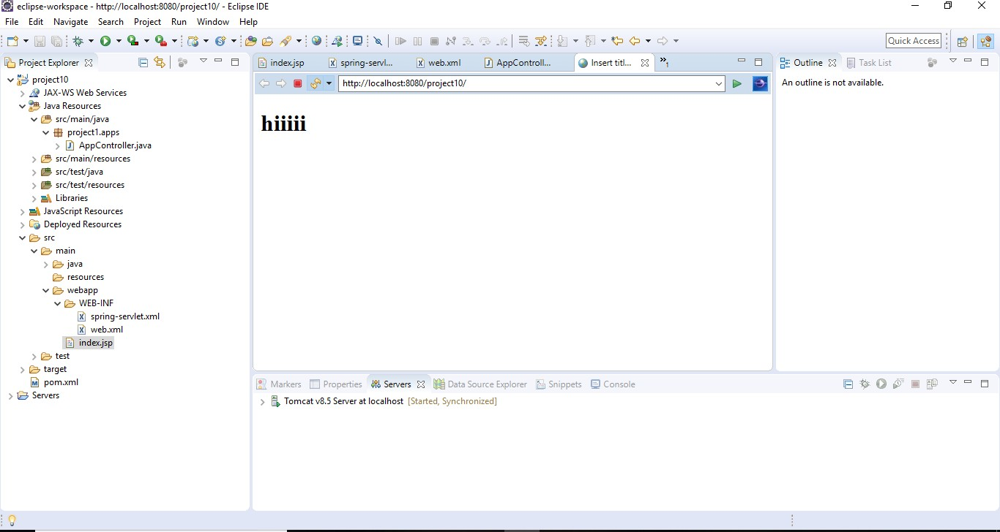 eclipse-workspace - http://localhost:8080/project10/ - Eclipse IDE
File Edit Navigate Search Project Run Window Help
Quick Access
Project Explorer
project10
JAX-WS Web Services
Java Resources
src/main/java
project1.apps
AppController.java
src/main/resources
src/test/java
src/test/resources
Libraries
JavaScript Resources
Deployed Resources
src
main
java
resources
webapp
WEB-INF
spring-servlet.xml
web.xml
index.jsp
test
target
pom.xml
Servers
index.jsp spring-servl... web.xml AppControll... Insert titl... »1
http://localhost:8080/project10/
hiiiii
Outline Task List
An outline is not available.
Markers Properties Servers Data Source Explorer Snippets Console
Tomcat v8.5 Server at localhost [Started, Synchronized]